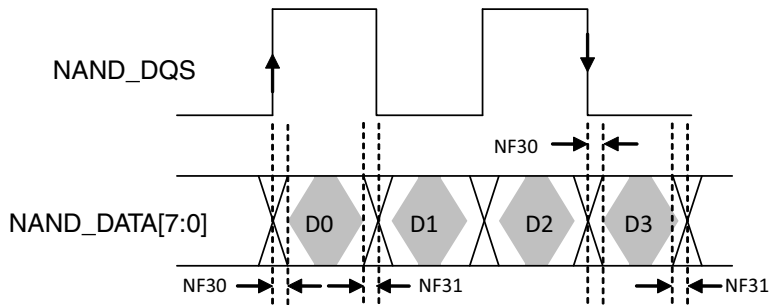 NAND_DQS
NF30
NAND_DATA[7:0]
D0
D1
D2
D3
NF30
NF31
NF31